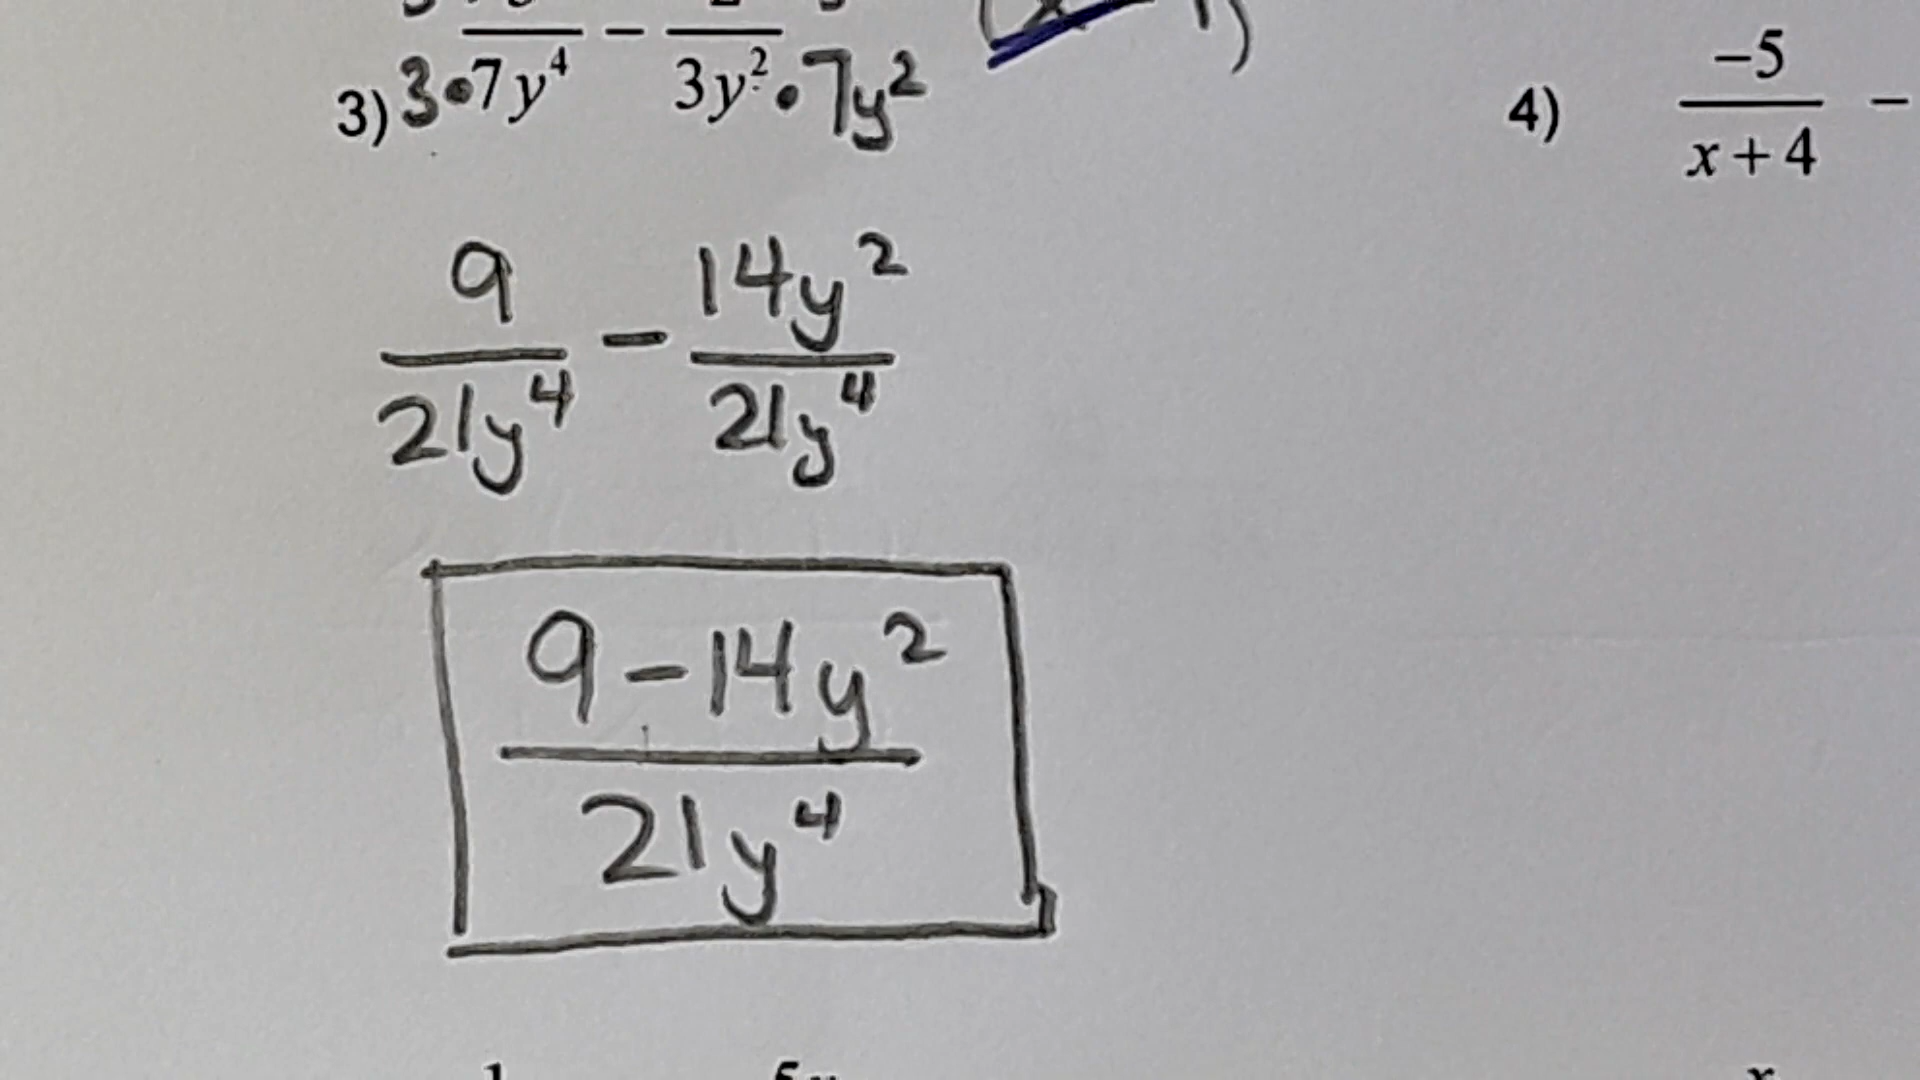 3) 3·7y⁴ − 3y²·7y²
4) −5 / x + 4 −
9 / 21y⁴ − 14y² / 21y⁴
9 − 14y² / 21y⁴